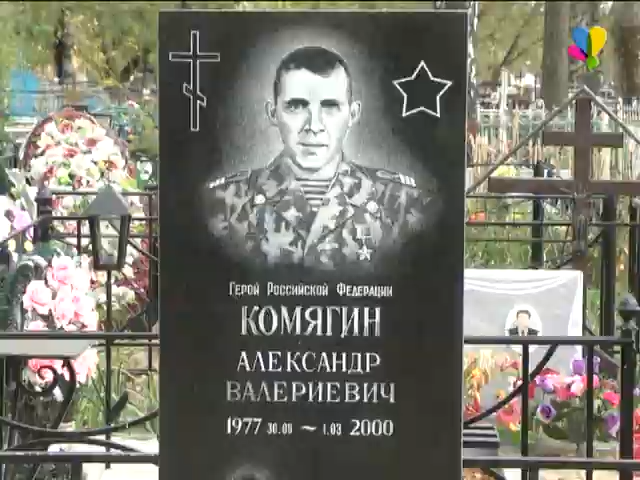 Герой Российской Федерации
КОМЯГИН
АЛЕКСАНДР
ВАЛЕРИЕВИЧ
1977 30.09 ~ 1.03 2000